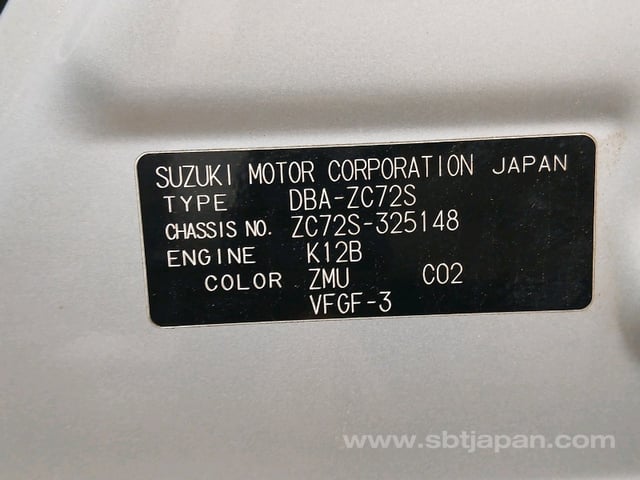 SUZUKI MOTOR CORPORATION JAPAN
TYPE DBA-ZC72S
CHASSIS NO. ZC72S-325148
ENGINE K12B
COLOR ZMU C02
VFGF-3
www.sbtjapan.com